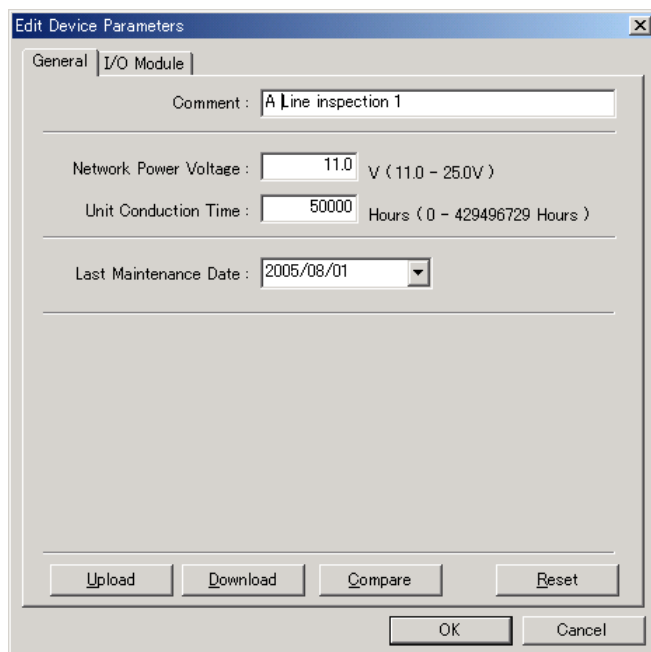 Edit Device Parameters
General I/O Module
Comment : A Line inspection 1
Network Power Voltage : 11.0 V ( 11.0 - 25.0V )
Unit Conduction Time : 50000 Hours ( 0 - 429496729 Hours )
Last Maintenance Date : 2005/08/01
Upload Download Compare Reset
OK Cancel